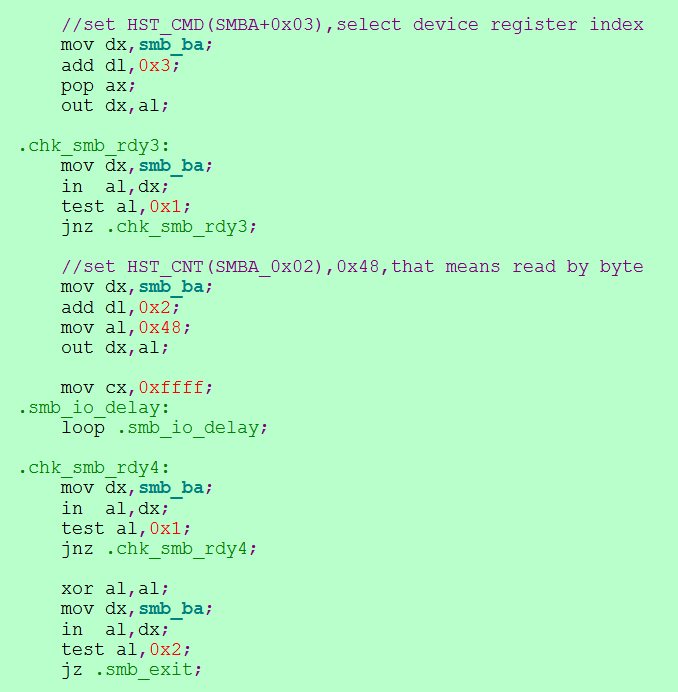 //set HST_CMD(SMBA+0x03),select device register index
mov dx,smb_ba;
add dl,0x3;
pop ax;
out dx,al;
.chk_smb_rdy3:
mov dx,smb_ba;
in  al,dx;
test al,0x1;
jnz .chk_smb_rdy3;
//set HST_CNT(SMBA_0x02),0x48,that means read by byte
mov dx,smb_ba;
add dl,0x2;
mov al,0x48;
out dx,al;
mov cx,0xffff;
.smb_io_delay:
loop .smb_io_delay;
.chk_smb_rdy4:
mov dx,smb_ba;
in  al,dx;
test al,0x1;
jnz .chk_smb_rdy4;
xor al,al;
mov dx,smb_ba;
in  al,dx;
test al,0x2;
jz .smb_exit;